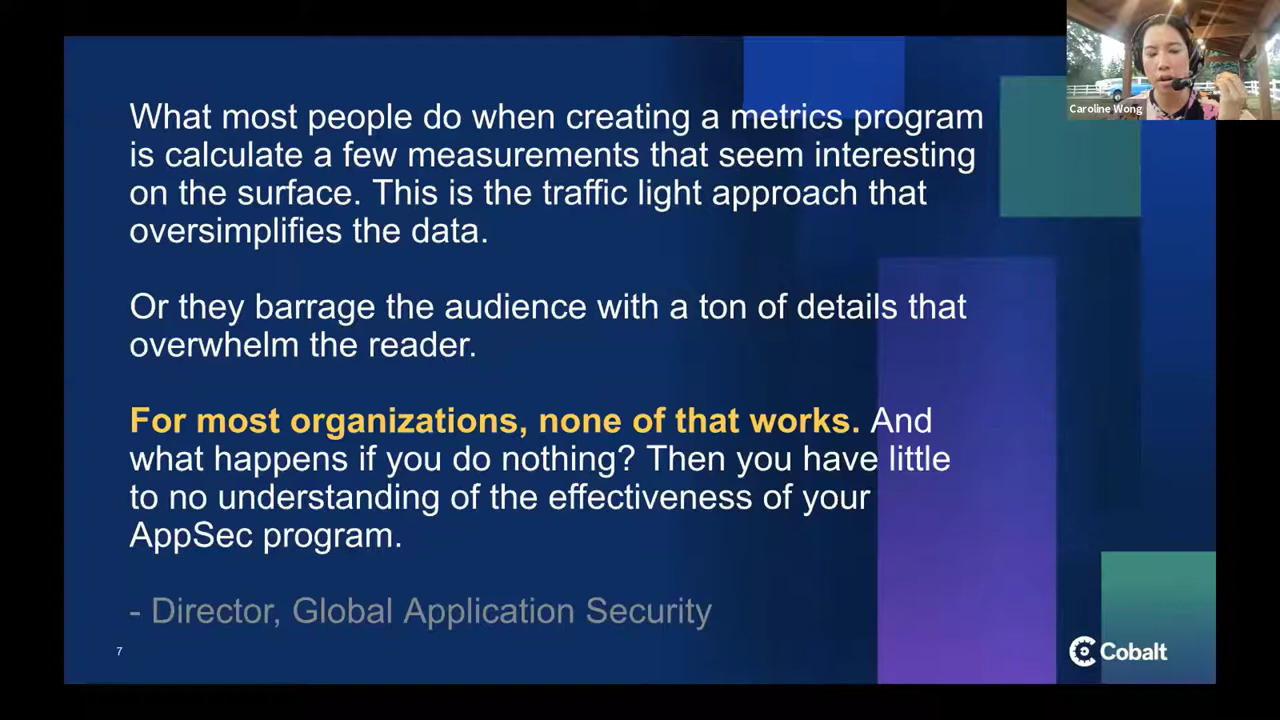 Caroline Wong
What most people do when creating a metrics program
is calculate a few measurements that seem interesting
on the surface. This is the traffic light approach that
oversimplifies the data.
Or they barrage the audience with a ton of details that
overwhelm the reader.
For most organizations, none of that works. And
what happens if you do nothing? Then you have little
to no understanding of the effectiveness of your
AppSec program.
- Director, Global Application Security
7
Cobalt